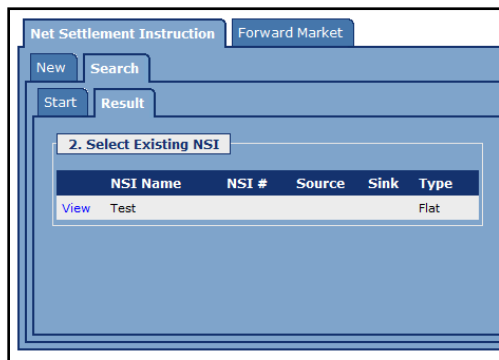 Net Settlement Instruction Forward Market
New Search
Start Result
2. Select Existing NSI
NSI Name NSI # Source Sink Type
View Test Flat